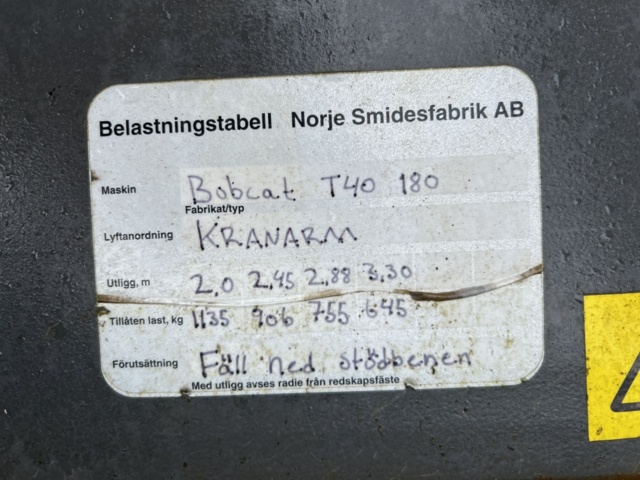 Belastningstabell Norje Smidesfabrik AB
Maskin Bobcat T40 180
Fabrikat/typ
Lyftanordning KRANARM
Utligg, m 2,0 2,45 2,88 3,30
Tillåten last, kg 1135 906 755 645
Förutsättning Fäll ned stödbenen
Med utligg avses radie från redskapsfäste